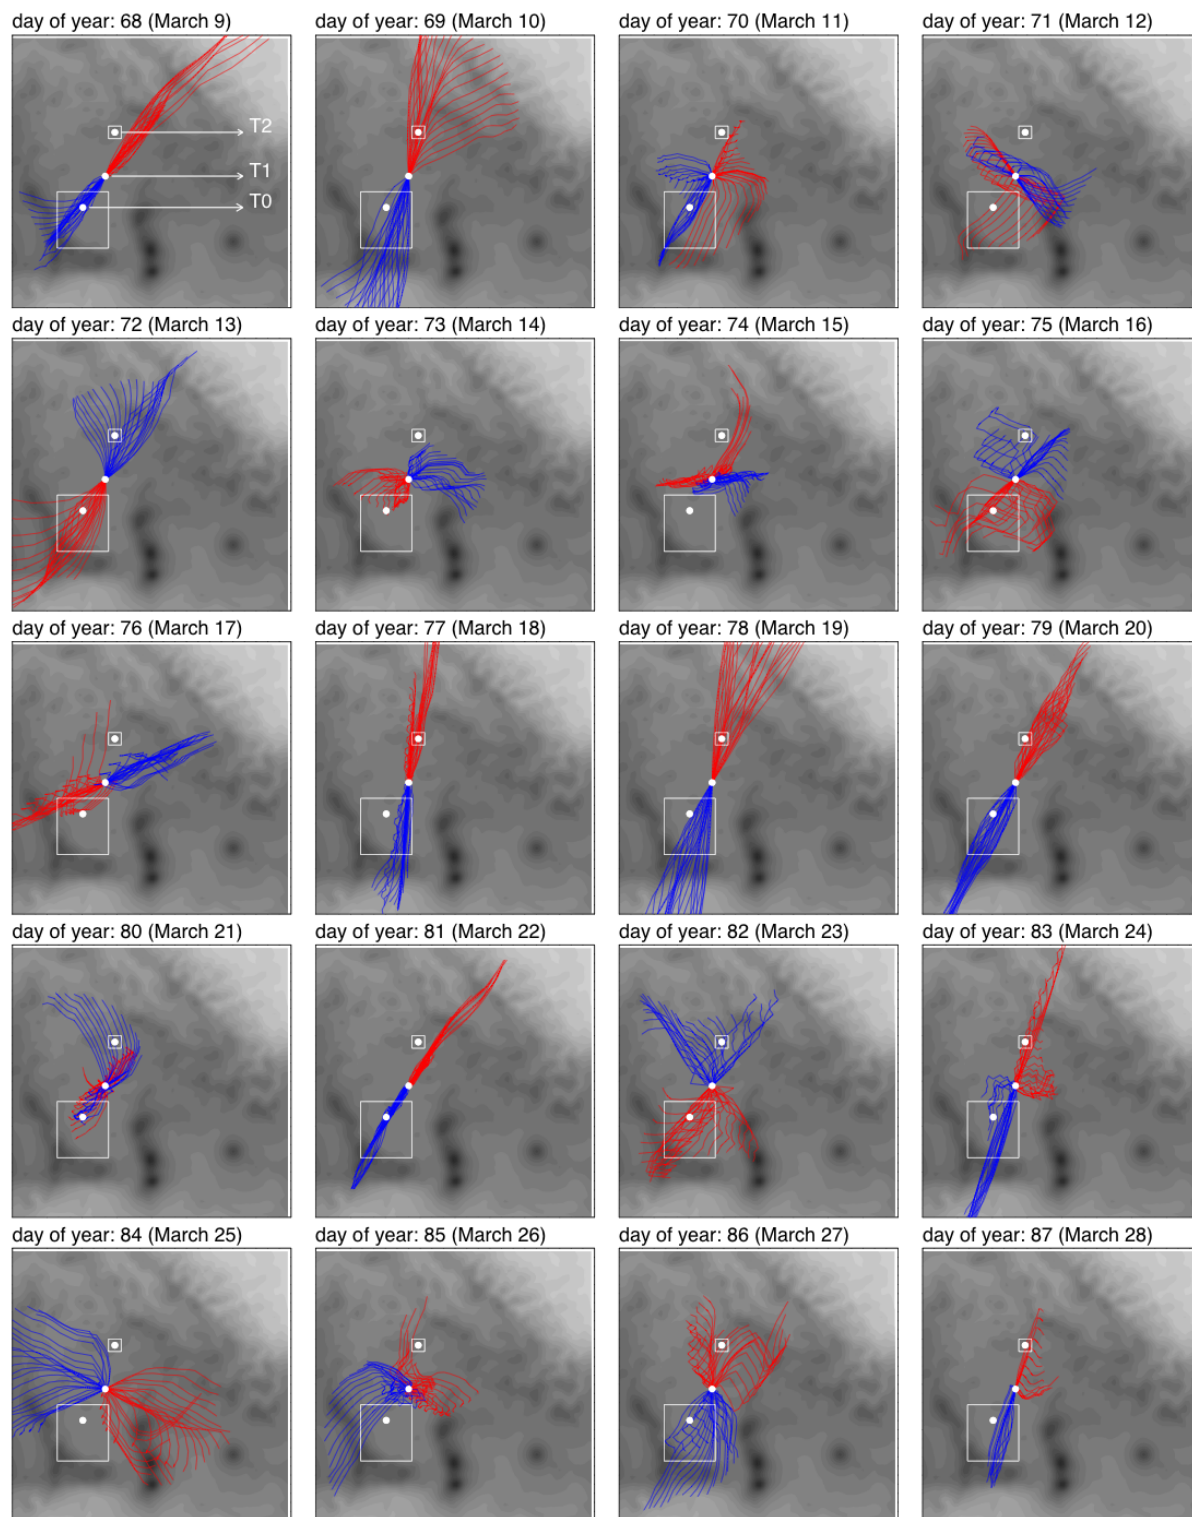 day of year: 68 (March 9)
day of year: 69 (March 10)
day of year: 70 (March 11)
day of year: 71 (March 12)
T2
T1
T0
day of year: 72 (March 13)
day of year: 73 (March 14)
day of year: 74 (March 15)
day of year: 75 (March 16)
day of year: 76 (March 17)
day of year: 77 (March 18)
day of year: 78 (March 19)
day of year: 79 (March 20)
day of year: 80 (March 21)
day of year: 81 (March 22)
day of year: 82 (March 23)
day of year: 83 (March 24)
day of year: 84 (March 25)
day of year: 85 (March 26)
day of year: 86 (March 27)
day of year: 87 (March 28)